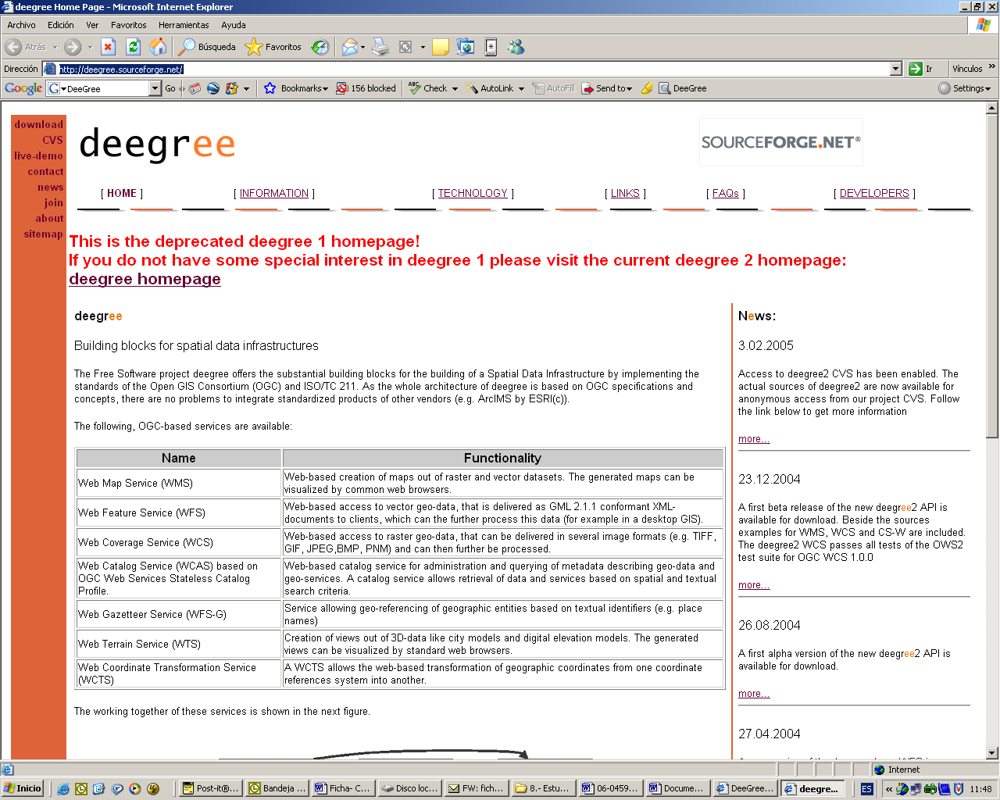 deegree Home Page - Microsoft Internet Explorer
Archivo Edición Ver Favoritos Herramientas Ayuda
Atrás Búsqueda Favoritos
Dirección http://deegree.sourceforge.net/ Ir Vínculos »
Google G DeeGree Go Bookmarks 156 blocked Check AutoLink AutoFill Send to DeeGree Settings
download
CVS
live-demo
contact
news
join
about
sitemap
deegree
SOURCEFORGE.NET®
[ HOME ] [ INFORMATION ] [ TECHNOLOGY ] [ LINKS ] [ FAQs ] [ DEVELOPERS ]
This is the deprecated deegree 1 homepage!
If you do not have some special interest in deegree 1 please visit the current deegree 2 homepage:
deegree homepage
deegree
Building blocks for spatial data infrastructures
The Free Software project deegree offers the substantial building blocks for the building of a Spatial Data Infrastructure by implementing the
standards of the Open GIS Consortium (OGC) and ISO/TC 211. As the whole architecture of deegree is based on OGC specifications and
concepts, there are no problems to integrate standardized products of other vendors (e.g. ArcIMS by ESRI(c)).
The following, OGC-based services are available:
Name Functionality
Web Map Service (WMS)
Web-based creation of maps out of raster and vector datasets. The generated maps can be
visualized by common web browsers.
Web Feature Service (WFS)
Web-based access to vector geo-data, that is delivered as GML 2.1.1 conformant XML-
documents to clients, which can the further process this data (for example in a desktop GIS).
Web Coverage Service (WCS)
Web-based access to raster geo-data, that can be delivered in several image formats (e.g. TIFF,
GIF, JPEG,BMP, PNM) and can then further be processed.
Web Catalog Service (WCAS) based on
OGC Web Services Stateless Catalog
Profile.
Web-based catalog service for administration and querying of metadata describing geo-data and
geo-services. A catalog service allows retrieval of data and services based on spatial and textual
search criteria.
Web Gazetteer Service (WFS-G)
Service allowing geo-referencing of geographic entities based on textual identifiers (e.g. place
names)
Web Terrain Service (WTS)
Creation of views out of 3D-data like city models and digital elevation models. The generated
views can be visualized by standard web browsers.
Web Coordinate Transformation Service
(WCTS)
A WCTS allows the web-based transformation of geographic coordinates from one coordinate
references system into another.
The working together of these services is shown in the next figure.
News:
3.02.2005
Access to deegree2 CVS has been enabled. The
actual sources of deegree2 are now available for
anonymous access from our project CVS. Follow
the link below to get more information
more...
23.12.2004
A first beta release of the new deegree2 API is
available for download. Beside the sources
examples for WMS, WCS and CS-W are included.
The deegree2 WCS passes all tests of the OWS2
test suite for OGC WCS 1.0.0
more...
26.08.2004
A first alpha version of the new deegree2 API is
available for download.
more...
27.04.2004
Internet
Inicio Post-it®... Bandeja ... Ficha- C... Disco loc... FW: fich... 8.- Estu... 06-0459... Docume... DeeGree... deegre... ES « 11:48